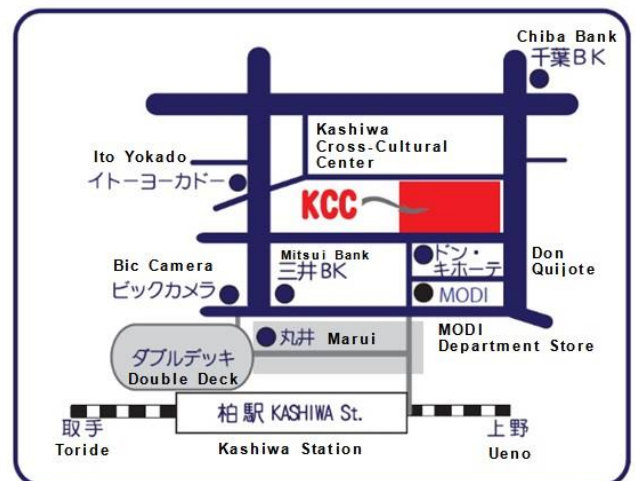 Chiba Bank
千葉BK
Kashiwa
Cross-Cultural
Center
Ito Yokado
イトーヨーカドー
KCC
Mitsui Bank
三井BK
ドン・
キホーテ
Don
Quijote
Bic Camera
ビックカメラ
MODI
MODI
Department Store
丸井 Marui
ダブルデッキ
Double Deck
柏駅 KASHIWA St.
取手
Toride
Kashiwa Station
上野
Ueno